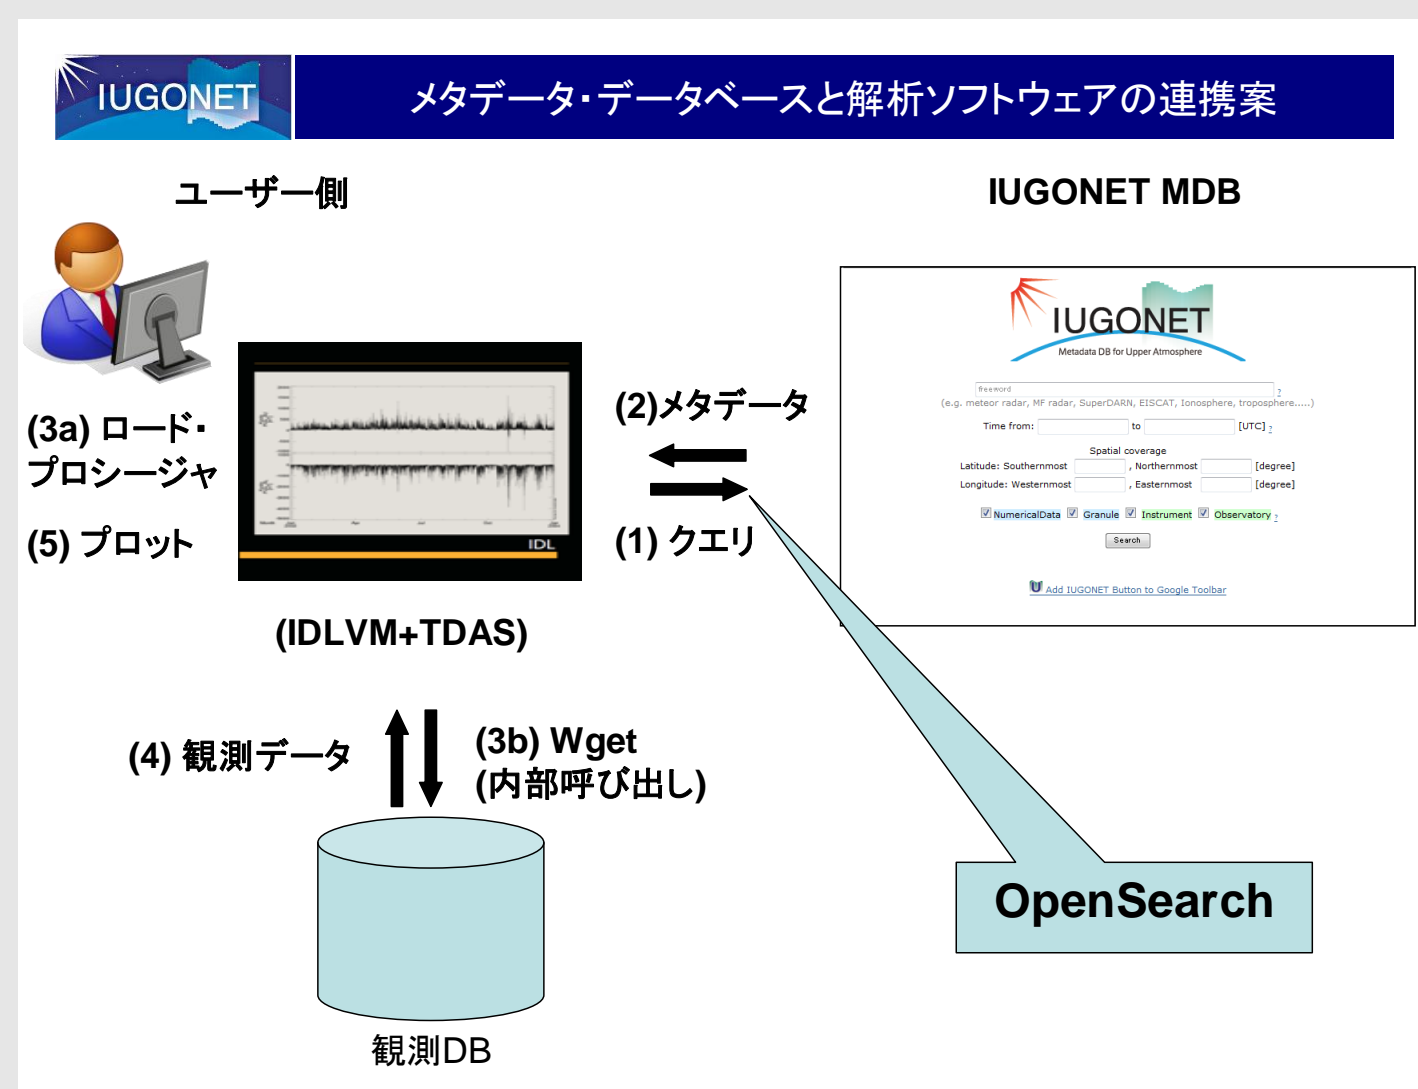 IUGONET
メタデータ・データベースと解析ソフトウェアの連携案
ユーザー側
IUGONET MDB
IUGONET
Metadata DB for Upper Atmosphere
freeword
?
(e.g. meteor radar, MF radar, SuperDARN, EISCAT, Ionosphere, troposphere.....)
Time from: to [UTC] ?
Spatial coverage
Latitude: Southernmost , Northernmost [degree]
Longitude: Westernmost , Easternmost [degree]
NumericalData Granule Instrument Observatory ?
Search
Add IUGONET Button to Google Toolbar
(2)メタデータ
(1) クエリ
(3a) ロード・
プロシージャ
(5) プロット
IDL
(IDLVM+TDAS)
(4) 観測データ
(3b) Wget
(内部呼び出し)
OpenSearch
観測DB